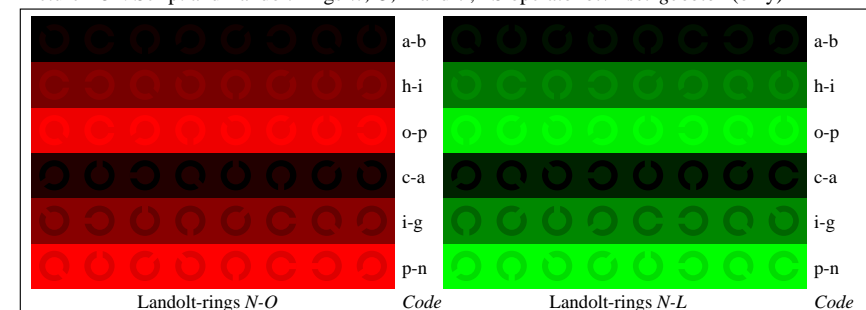 a-b a-b
h-i h-i
o-p o-p
c-a c-a
i-g i-g
p-n p-n
Landolt-rings N-O Code Landolt-rings N-L Code